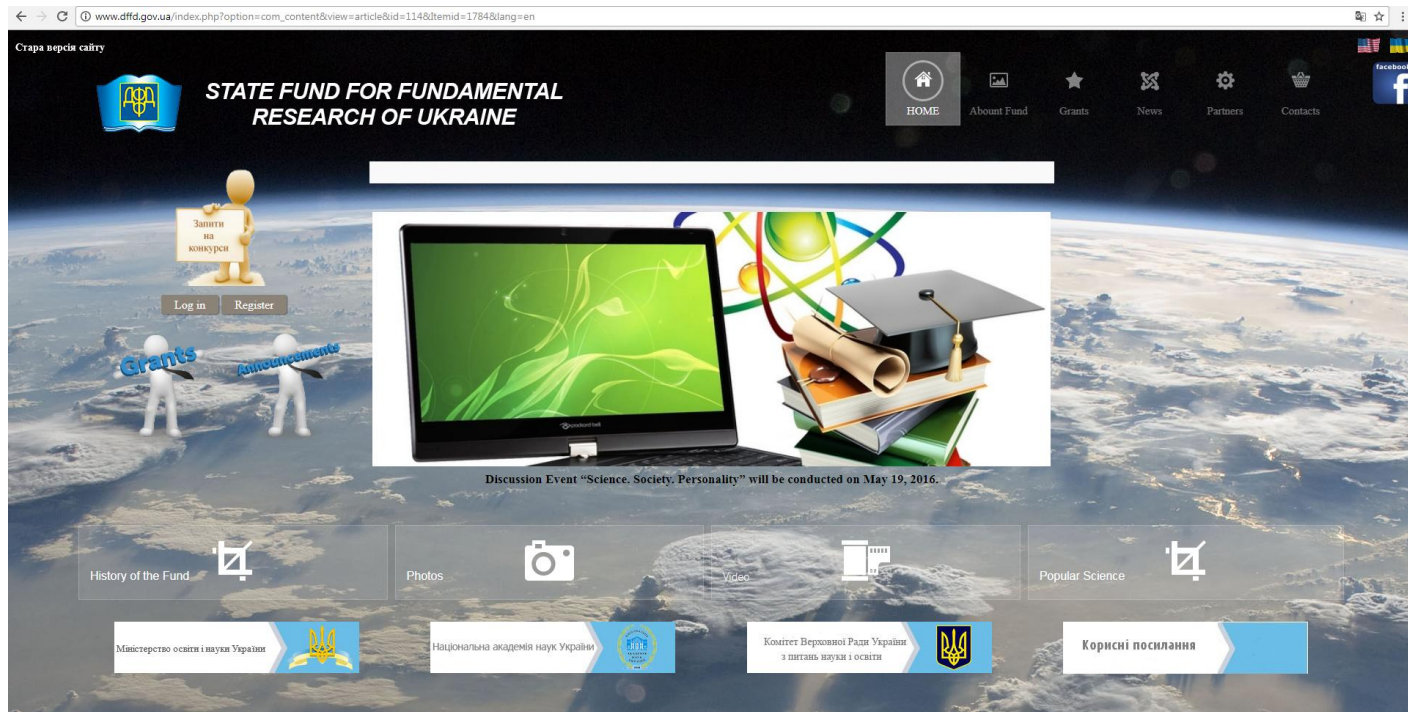 www.dffd.gov.ua/index.php?option=com_content&view=article&id=114&Itemid=1784&lang=en
Стара версія сайту
ДФФД
STATE FUND FOR FUNDAMENTAL
RESEARCH OF UKRAINE
HOME
Abount Fund
Grants
News
Partners
Contacts
facebook
f
Запити
на
конкурси
Log in
Register
Grants
Announcements
packard bell
Discussion Event “Science. Society. Personality” will be conducted on May 19, 2016.
History of the Fund
Photos
Video
Popular Science
Міністерство освіти і науки України
Національна академія наук України
Комітет Верховної Ради України
з питань науки і освіти
Корисні посилання